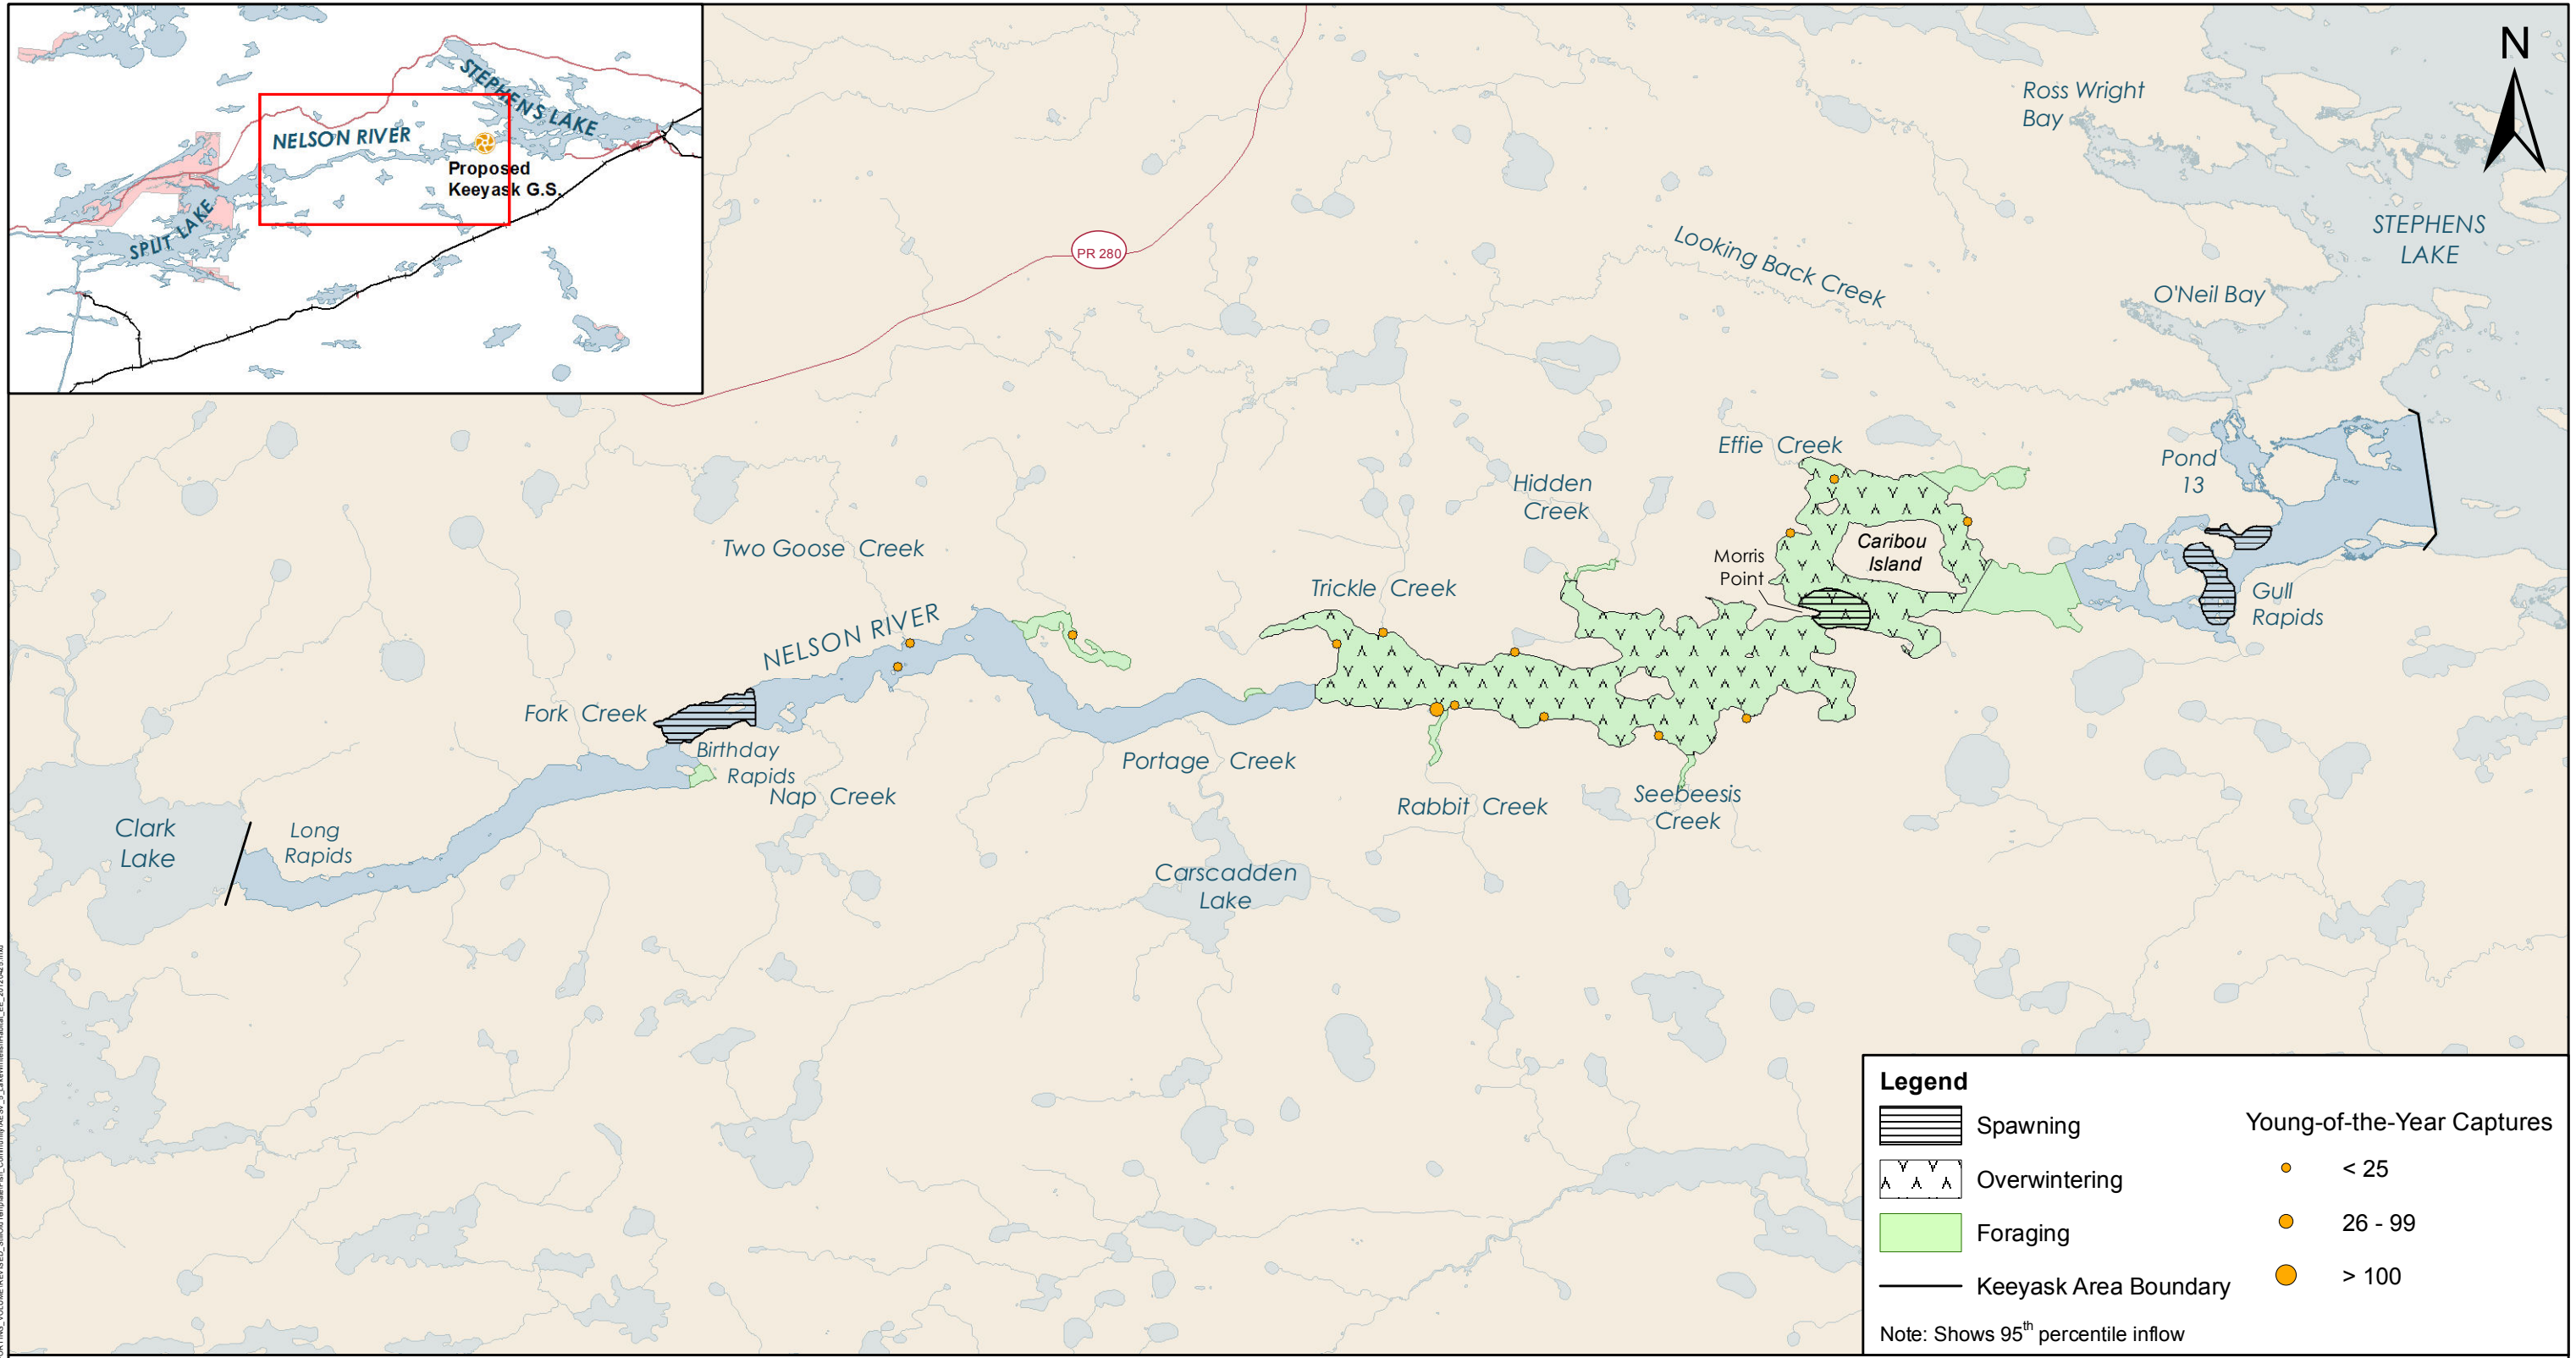 STEPHENS LAKE
NELSON RIVER
Proposed
Keeyask G.S.
SPLIT LAKE
N
Ross Wright
Bay
STEPHENS
LAKE
PR 280
Looking Back Creek
O'Neil Bay
Effie Creek
Pond
13
Hidden
Creek
Two Goose Creek
Caribou
Island
Morris
Point
Trickle Creek
Gull
Rapids
NELSON RIVER
Fork Creek
Birthday
Rapids
Nap Creek
Portage Creek
Rabbit Creek
Seebeesis
Creek
Clark
Lake
Long
Rapids
Carscadden
Lake
Legend
Spawning
Overwintering
Foraging
Keeyask Area Boundary
Young-of-the-Year Captures
< 25
26 - 99
> 100
Note: Shows 95th percentile inflow